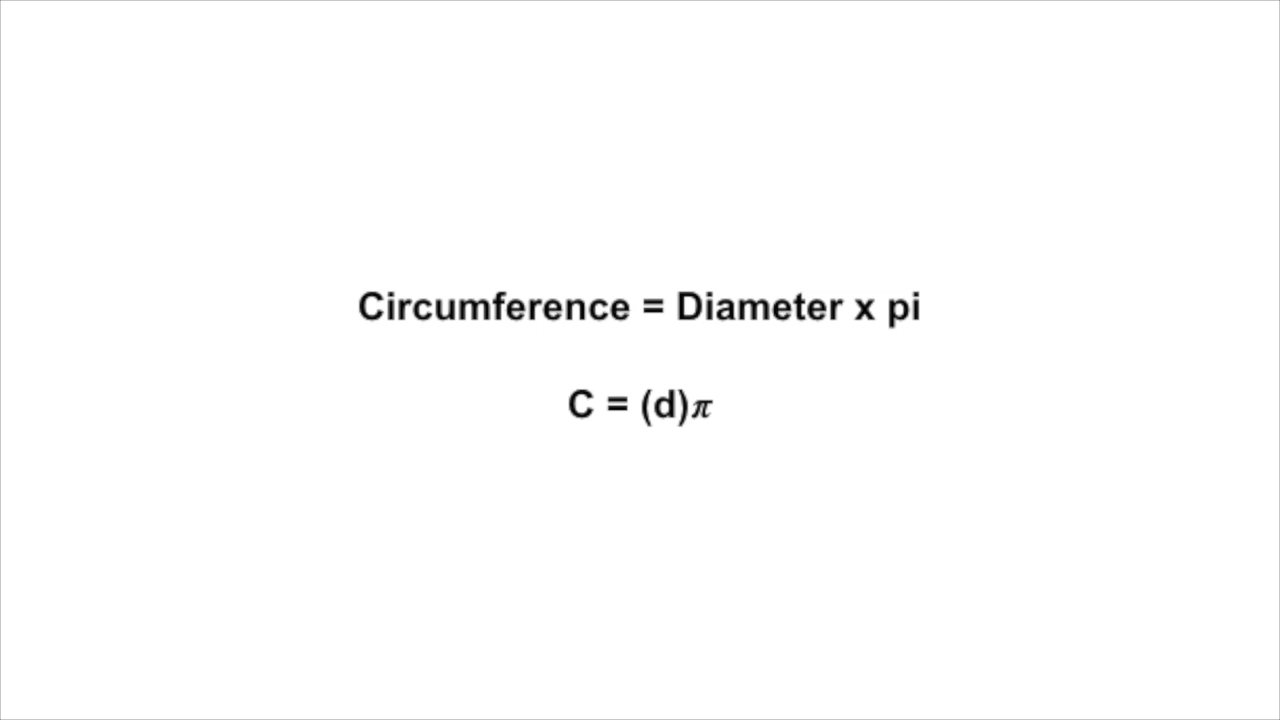 Circumference = Diameter x pi
C = (d)π